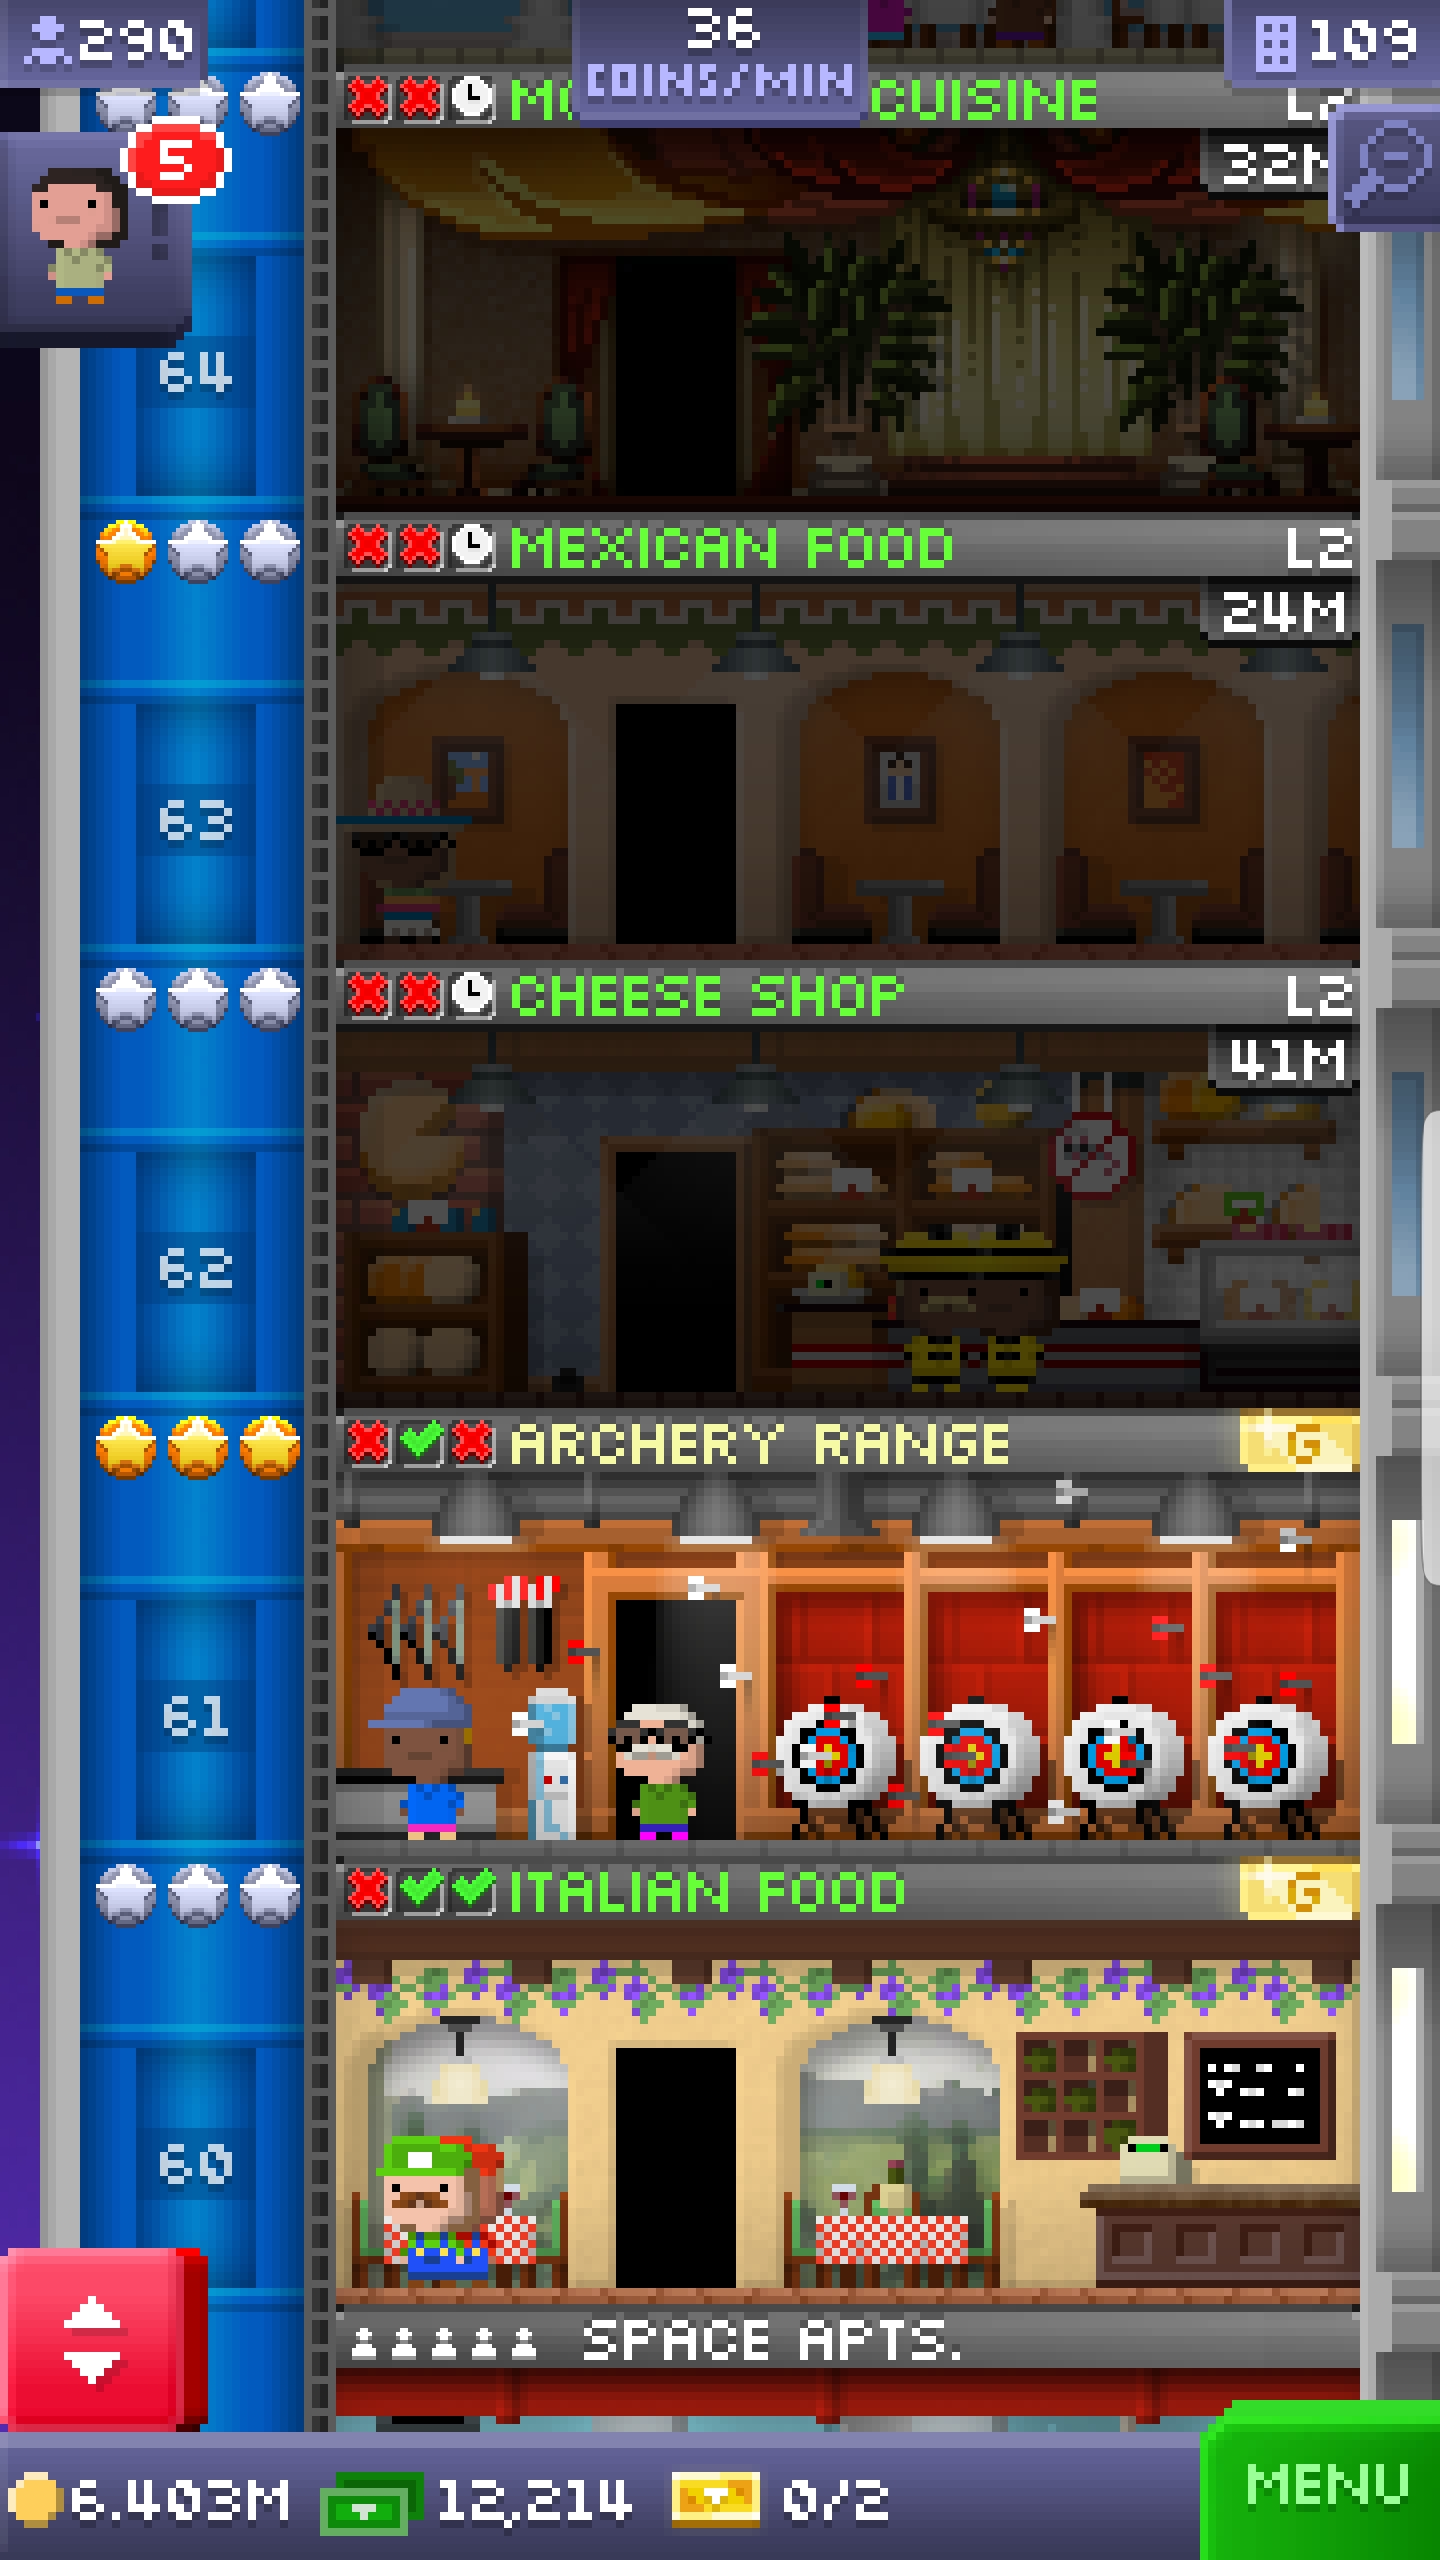 290
36
COINS/MIN
109
5
CUISINE
32M
64
MEXICAN FOOD L2
24M
63
CHEESE SHOP L2
41M
62
ARCHERY RANGE G
61
ITALIAN FOOD G
60
SPACE APTS.
6.403M 12,214 0/2
MENU